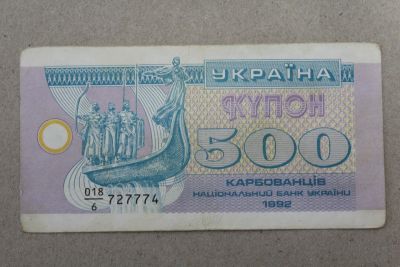 УКРАЇНА
КУПОН
500
КАРБОВАНЦІВ
НАЦІОНАЛЬНИЙ БАНК УКРАЇНИ
1992
018/6 727774